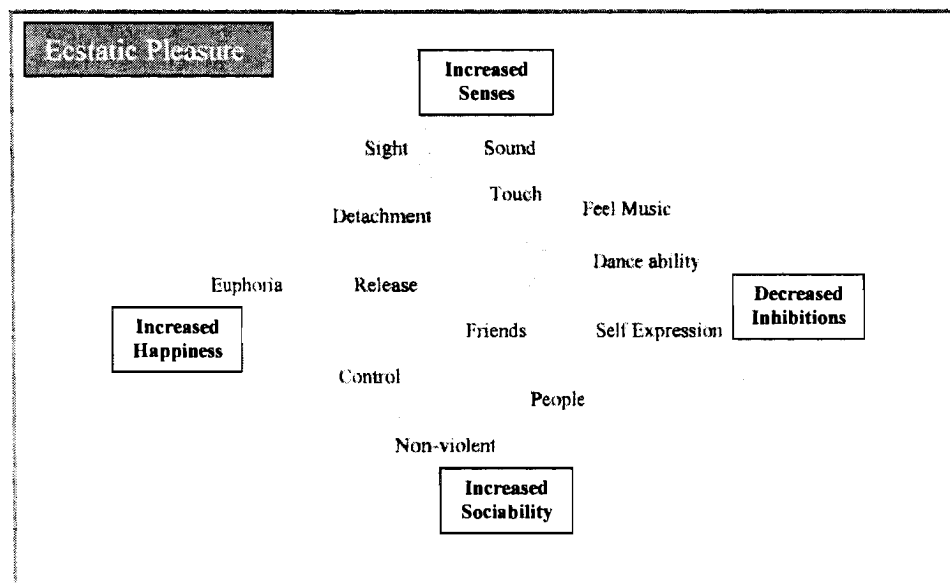 Ecstatic Pleasure
Increased
Senses
Sight Sound
Touch
Detachment Feel Music
Dance ability
Euphoria Release
Decreased
Inhibitions
Increased
Happiness
Friends Self Expression
Control
People
Non-violent
Increased
Sociability